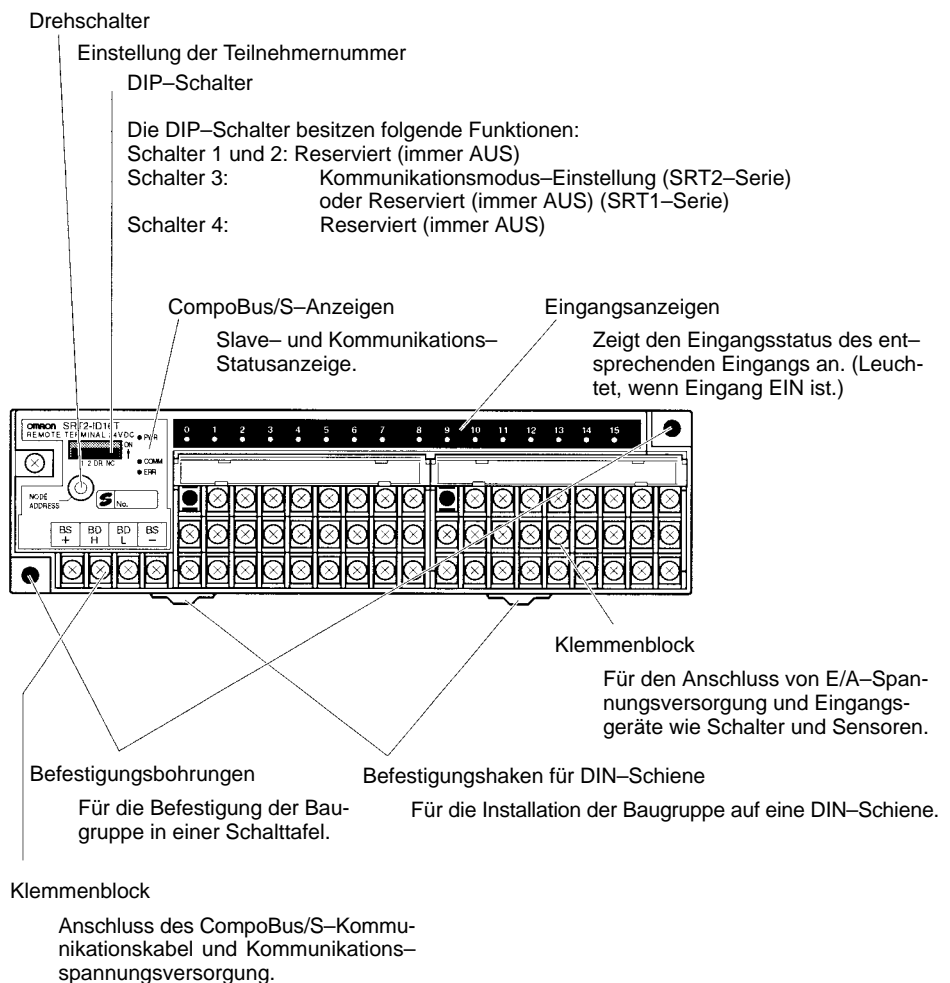 Drehschalter
Einstellung der Teilnehmernummer
DIP–Schalter
Die DIP–Schalter besitzen folgende Funktionen:
Schalter 1 und 2: Reserviert (immer AUS)
Schalter 3: Kommunikationsmodus–Einstellung (SRT2–Serie)
oder Reserviert (immer AUS) (SRT1–Serie)
Schalter 4: Reserviert (immer AUS)
CompoBus/S–Anzeigen
Slave– und Kommunikations–
Statusanzeige.
Eingangsanzeigen
Zeigt den Eingangsstatus des ent–
sprechenden Eingangs an. (Leuch–
tet, wenn Eingang EIN ist.)
OMRON SRT2-ID16T
REMOTE TERMINAL 24VDC
PWR
ON
1 2 DR NC
COMM
ERR
NODE
ADDRESS
S No.
BS BD BD BS
+ H L –
0 1 2 3 4 5 6 7 8 9 10 11 12 13 14 15
Klemmenblock
Für den Anschluss von E/A–Span–
nungsversorgung und Eingangs–
geräte wie Schalter und Sensoren.
Befestigungsbohrungen
Für die Befestigung der Bau–
gruppe in einer Schalttafel.
Befestigungshaken für DIN–Schiene
Für die Installation der Baugruppe auf eine DIN–Schiene.
Klemmenblock
Anschluss des CompoBus/S–Kommu–
nikationskabel und Kommunikations–
spannungsversorgung.